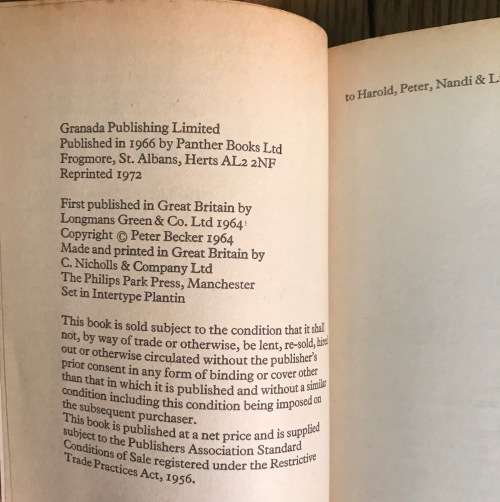 Granada Publishing Limited
Published in 1966 by Panther Books Ltd
Frogmore, St. Albans, Herts AL2 2NF
Reprinted 1972
First published in Great Britain by
Longmans Green & Co. Ltd 1964
Copyright © Peter Becker 1964
Made and printed in Great Britain by
C. Nicholls & Company Ltd
The Philips Park Press, Manchester
Set in Intertype Plantin
This book is sold subject to the condition that it shall
not, by way of trade or otherwise, be lent, re-sold, hired
out or otherwise circulated without the publisher's
prior consent in any form of binding or cover other
than that in which it is published and without a similar
condition including this condition being imposed on
the subsequent purchaser.
This book is published at a net price and is supplied
subject to the Publishers Association Standard
Conditions of Sale registered under the Restrictive
Trade Practices Act, 1956.
to Harold, Peter, Nandi &